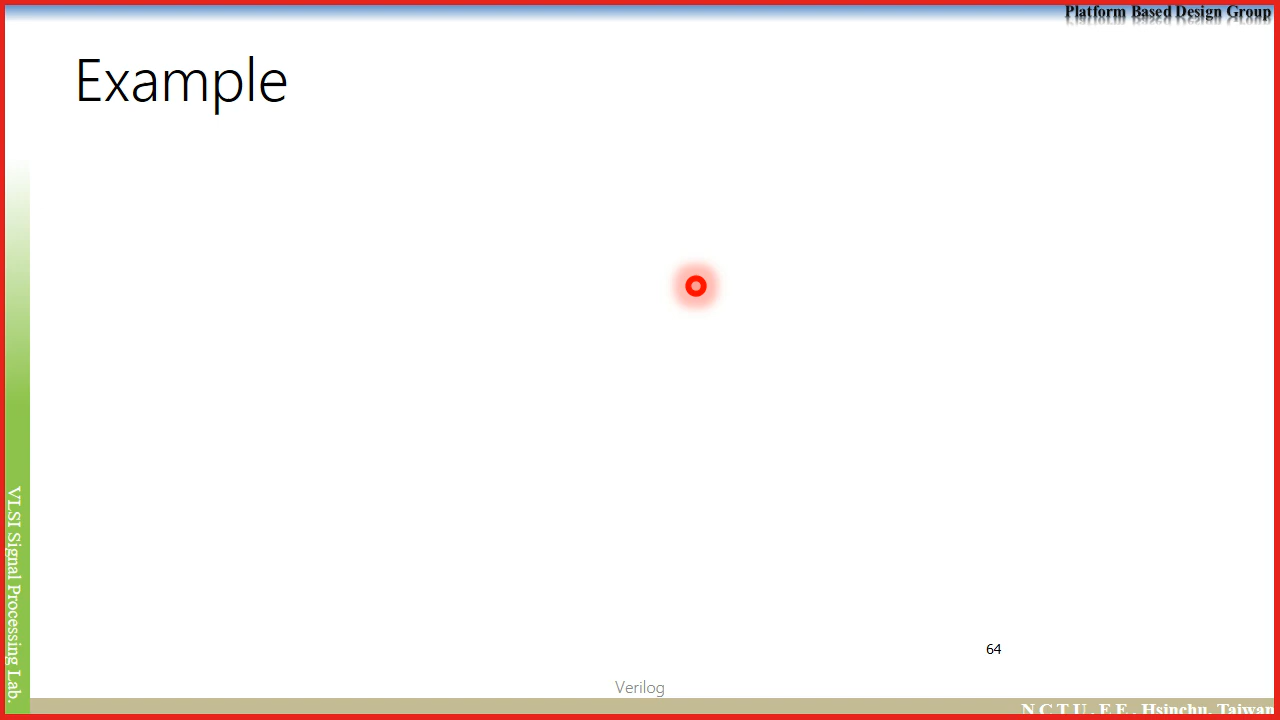 Platform Based Design Group
Example
VLSI Signal Processing Lab.
64
Verilog
N C T U . E E , Hsinchu, Taiwan